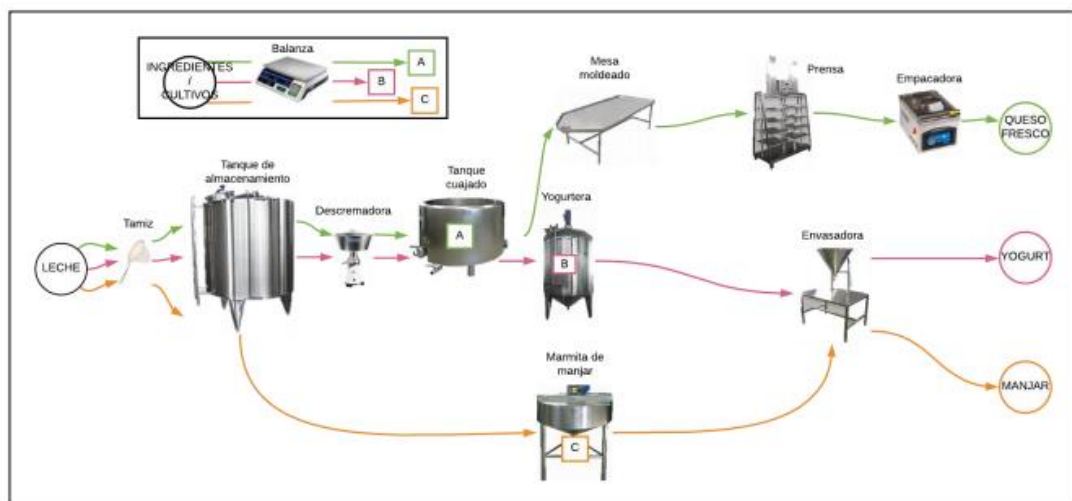 Balanza
INGREDIENTES
/
CULTIVOS
A
B
C
Mesa
moldeado
Prensa
Empacadora
QUESO
FRESCO
Tanque de
almacenamiento
Tanque
cuajado
Tamiz
Descremadora
A
Yogurtera
Envasadora
LECHE
B
YOGURT
Marmita de
manjar
MANJAR
C